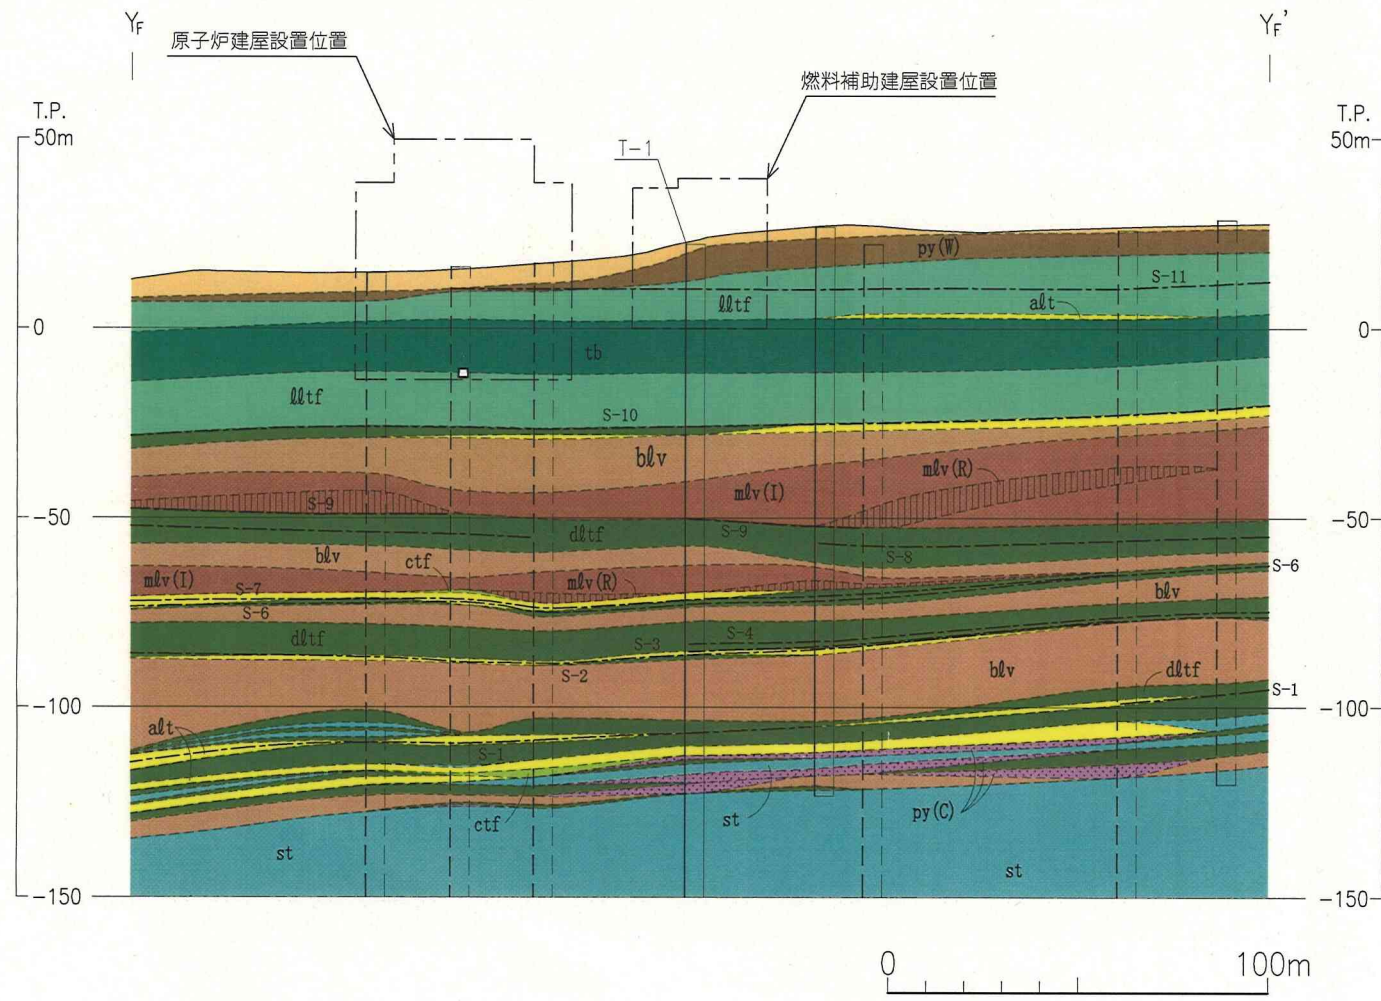 Y_F
Y_F'
原子炉建屋設置位置
燃料補助建屋設置位置
T.P.
T.P.
50m
50m
T-1
py(W)
S-11
lltf
alt
0
0
tb
lltf
S-10
blv
mlv(R)
mlv(I)
S-9
-50
-50
dltf
S-9
blv
ctf
S-8
S-6
mlv(I)
S-7
mlv(R)
blv
S-6
dltf
S-4
S-3
S-2
blv
dltf
S-1
-100
-100
alt
S-1
ctf
st
py(C)
st
st
-150
-150
0
100m